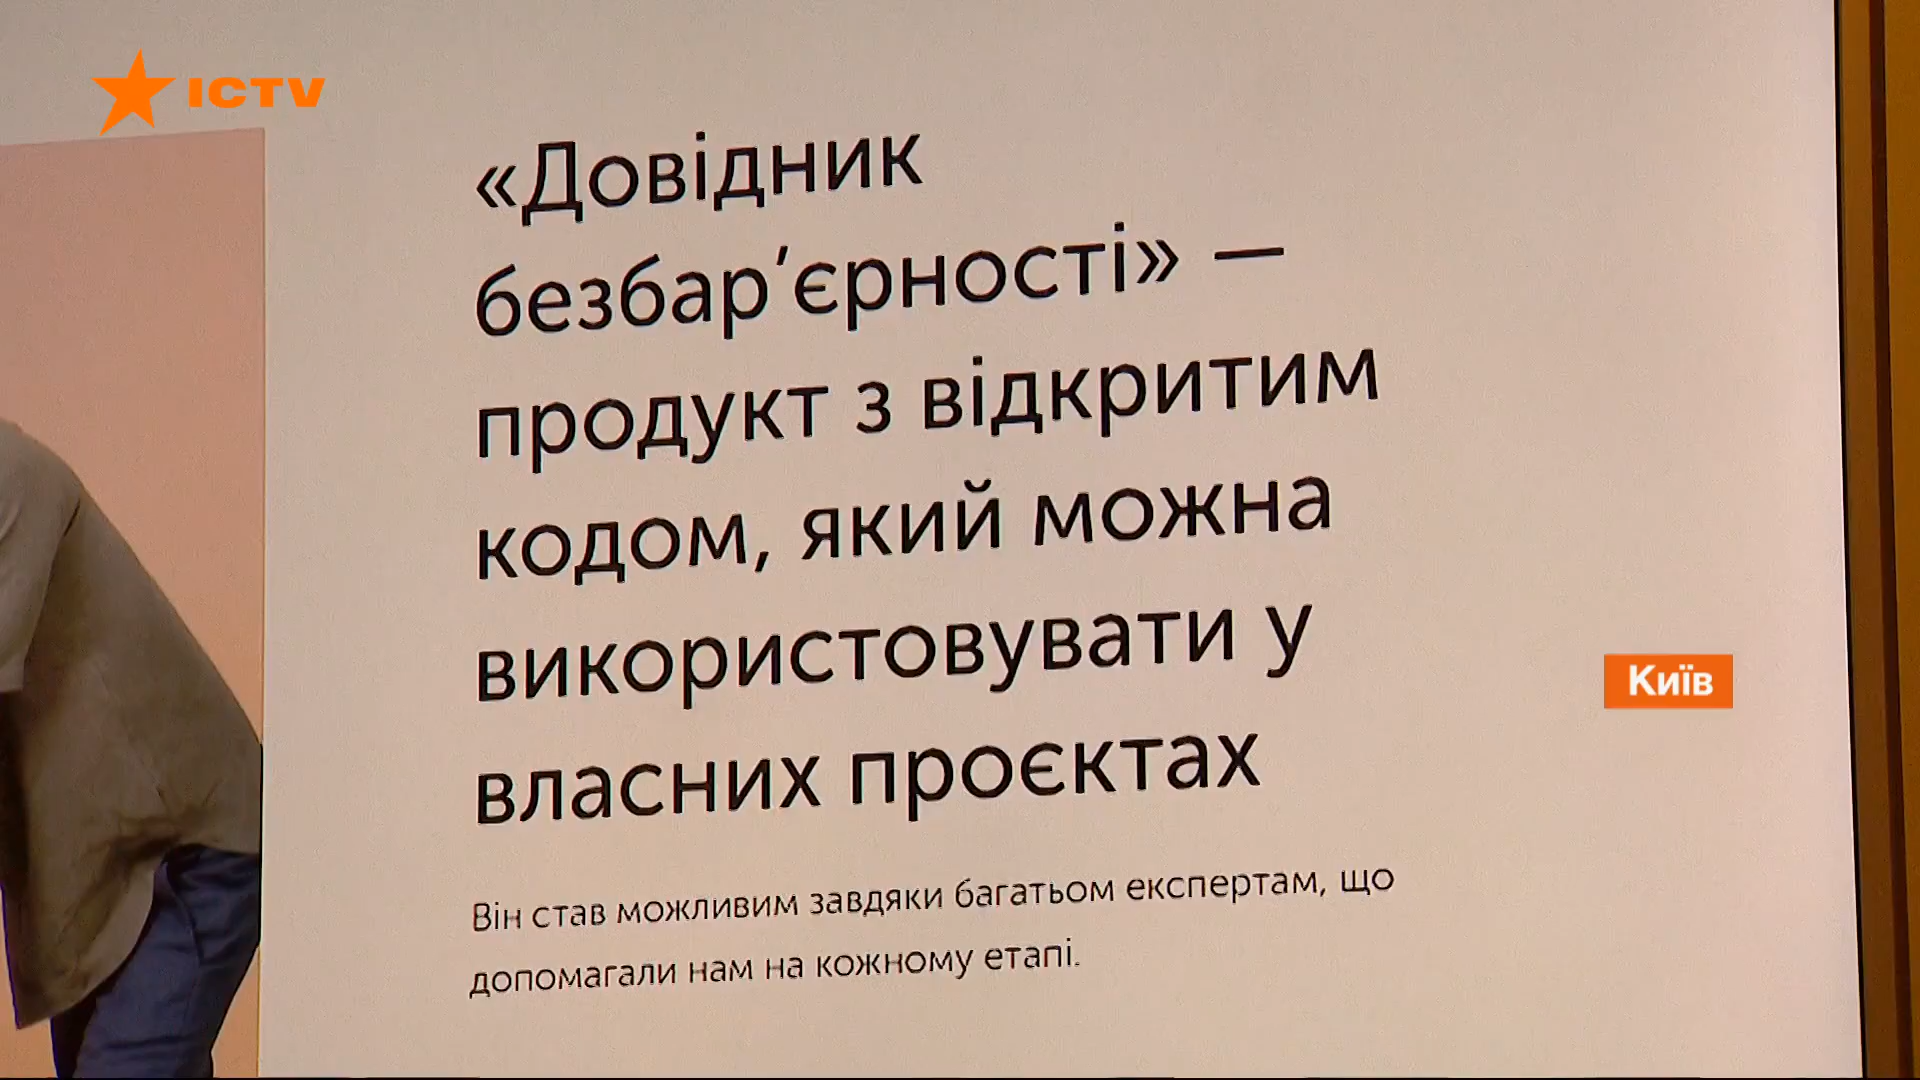 ICTV
«Довідник
безбар’єрності» —
продукт з відкритим
кодом, який можна
використовувати у
власних проєктах
Київ
Він став можливим завдяки багатьом експертам, що
допомагали нам на кожному етапі.